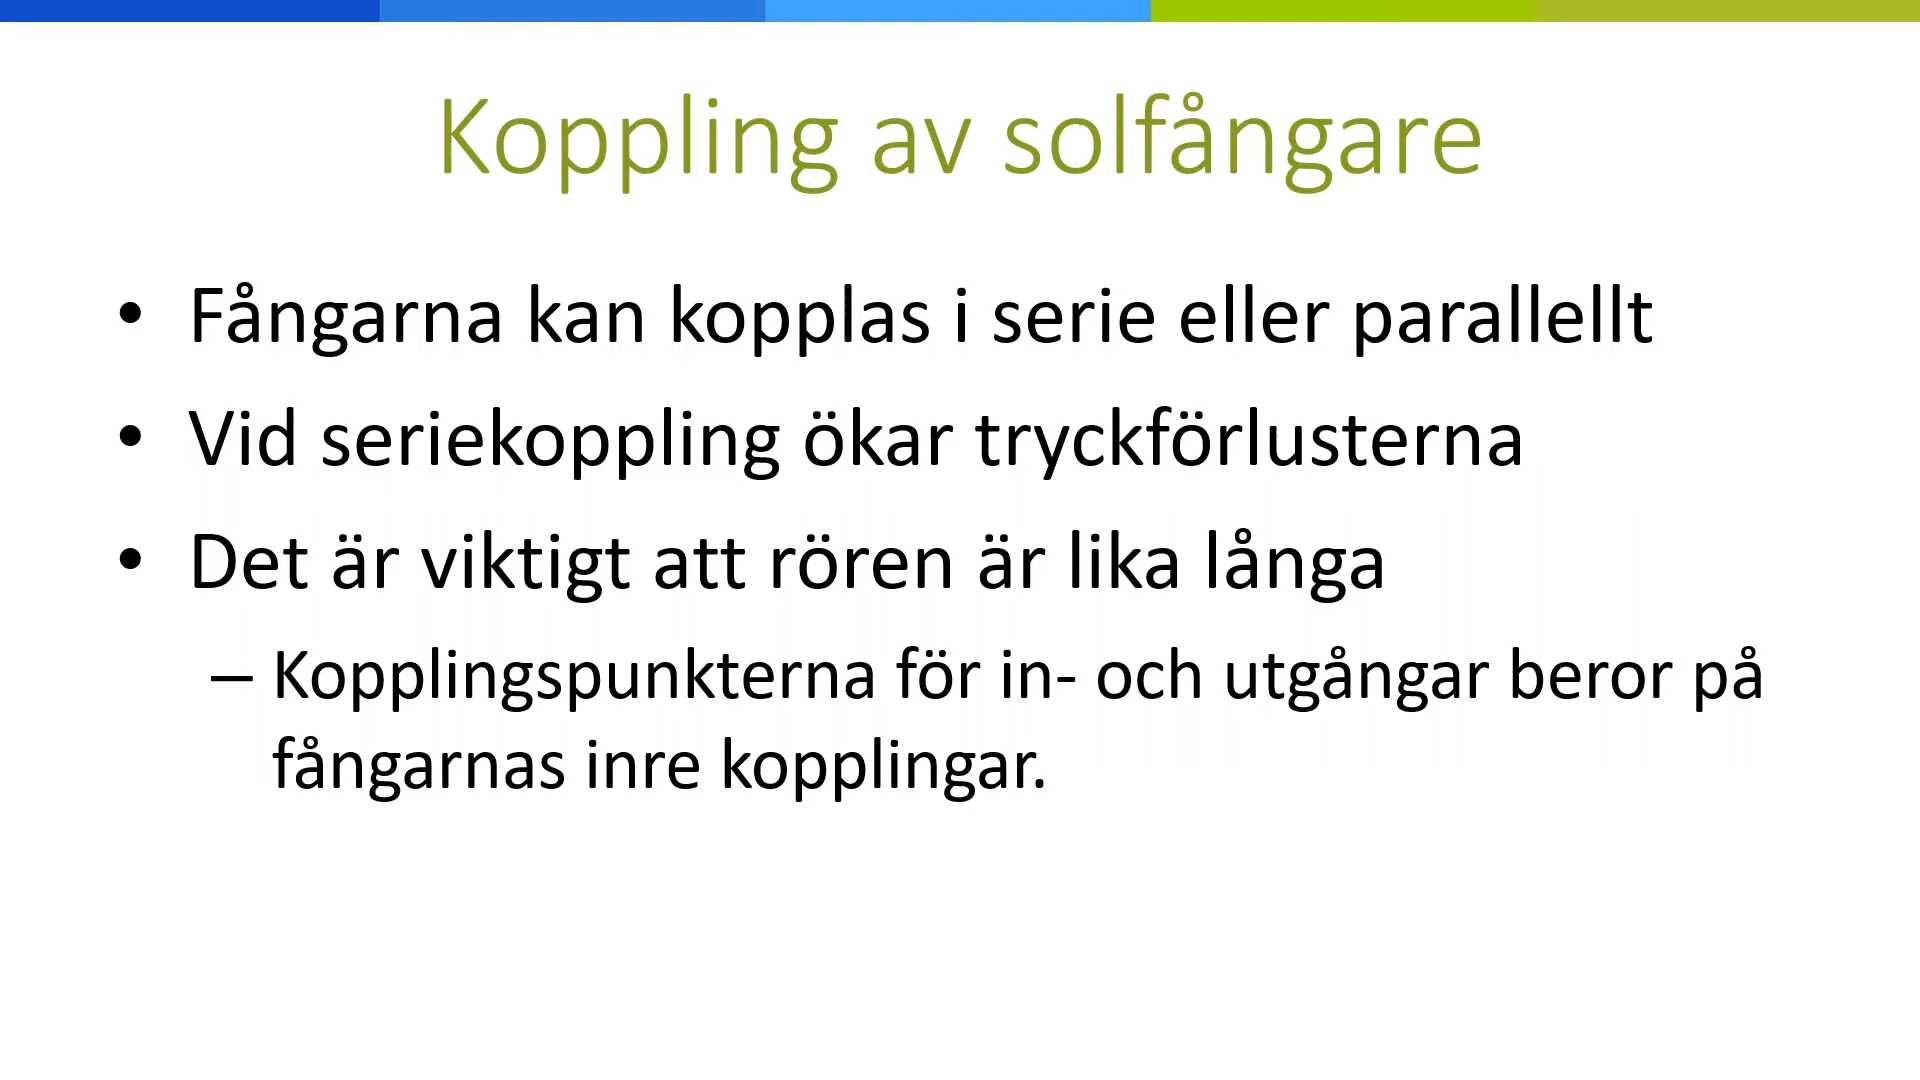 Koppling av solfångare
• Fångarna kan kopplas i serie eller parallellt
• Vid seriekoppling ökar tryckförlusterna
• Det är viktigt att rören är lika långa
– Kopplingspunkterna för in- och utgångar beror på
fångarnas inre kopplingar.